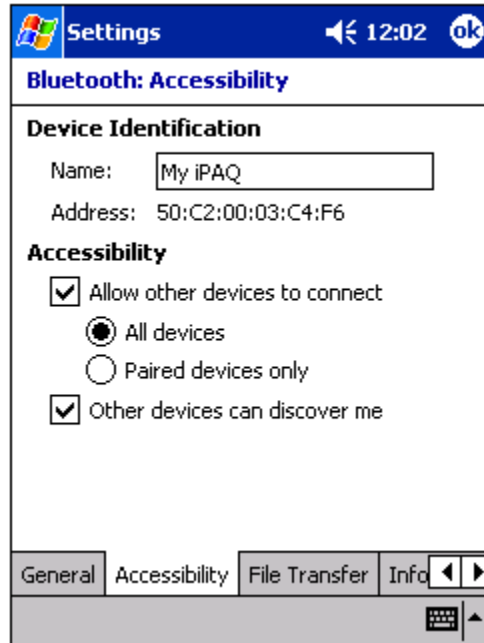 Settings 12:02 ok
Bluetooth: Accessibility
Device Identification
Name: My iPAQ
Address: 50:C2:00:03:C4:F6
Accessibility
Allow other devices to connect
All devices
Paired devices only
Other devices can discover me
General Accessibility File Transfer Info